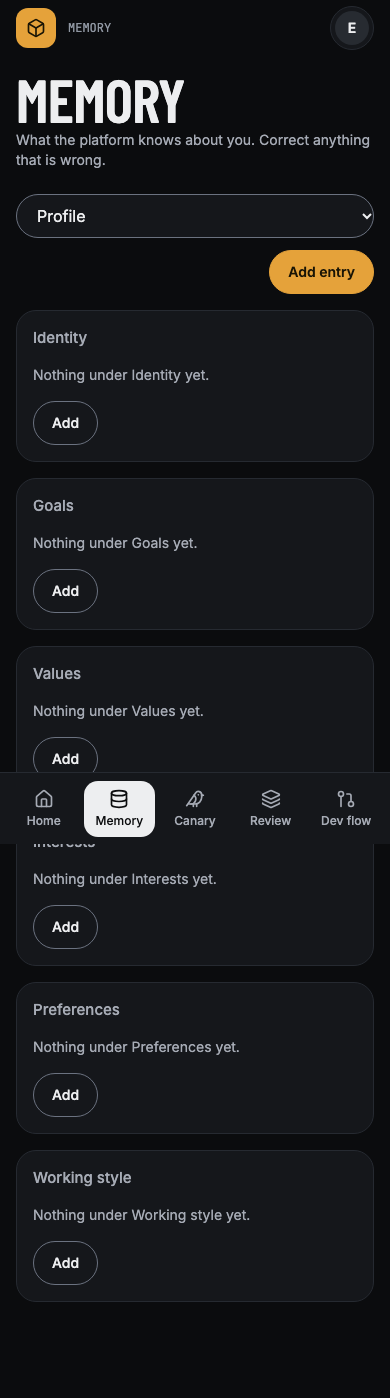 MEMORY
E
MEMORY
What the platform knows about you. Correct anything
that is wrong.
Profile
Add entry
Identity
Nothing under Identity yet.
Add
Goals
Nothing under Goals yet.
Add
Values
Nothing under Values yet.
Add
Home
Memory
Canary
Review
Dev flow
Interests
Nothing under Interests yet.
Add
Preferences
Nothing under Preferences yet.
Add
Working style
Nothing under Working style yet.
Add